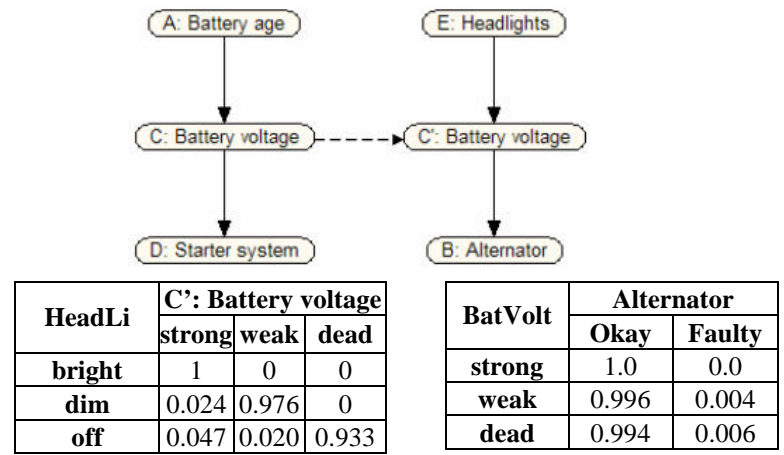 A: Battery age E: Headlights
C: Battery voltage C': Battery voltage
D: Starter system B: Alternator
HeadLi C’: Battery voltage
strong weak dead
bright 1 0 0
dim 0.024 0.976 0
off 0.047 0.020 0.933
BatVolt Alternator
Okay Faulty
strong 1.0 0.0
weak 0.996 0.004
dead 0.994 0.006